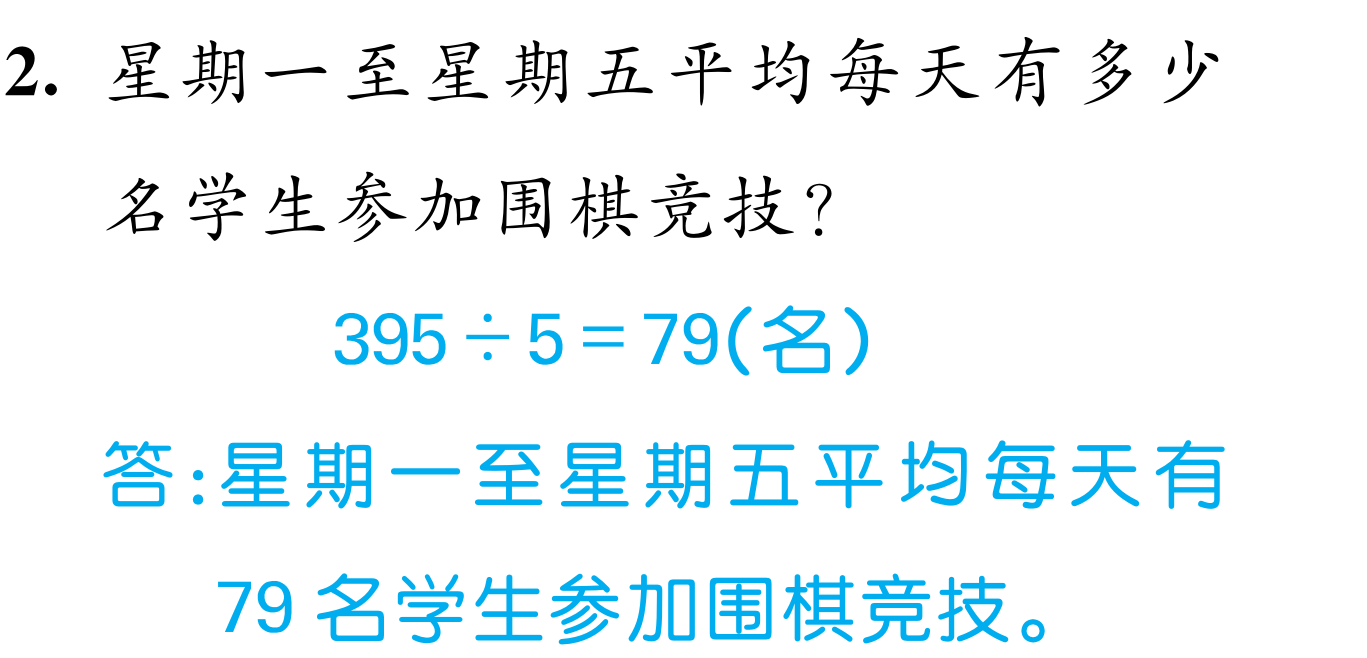 2. 星期一至星期五平均每天有多少
名学生参加围棋竞技?
395÷5=79(名)
答:星期一至星期五平均每天有
79名学生参加围棋竞技。